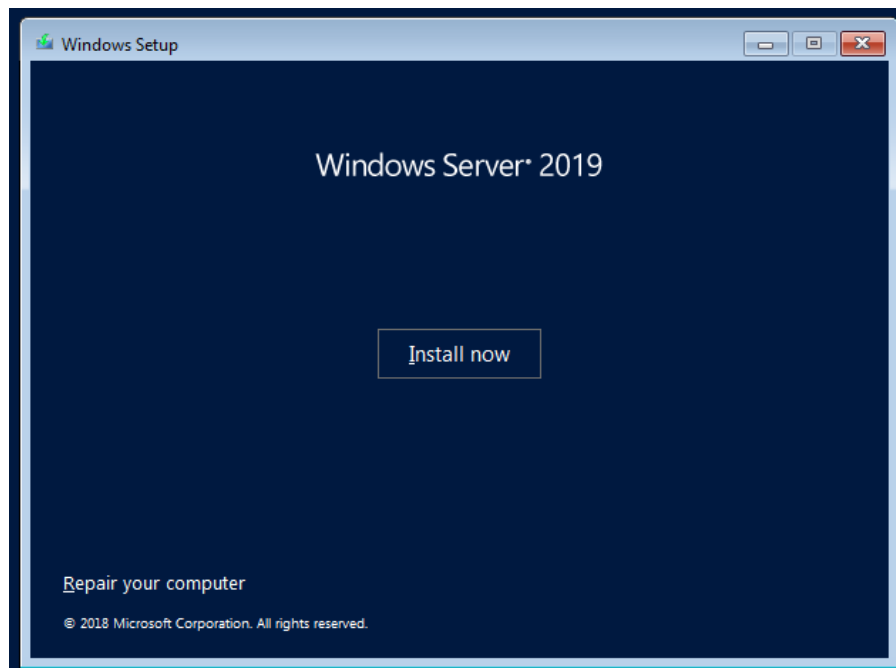 Windows Setup
Windows Server® 2019
Install now
Repair your computer
© 2018 Microsoft Corporation. All rights reserved.